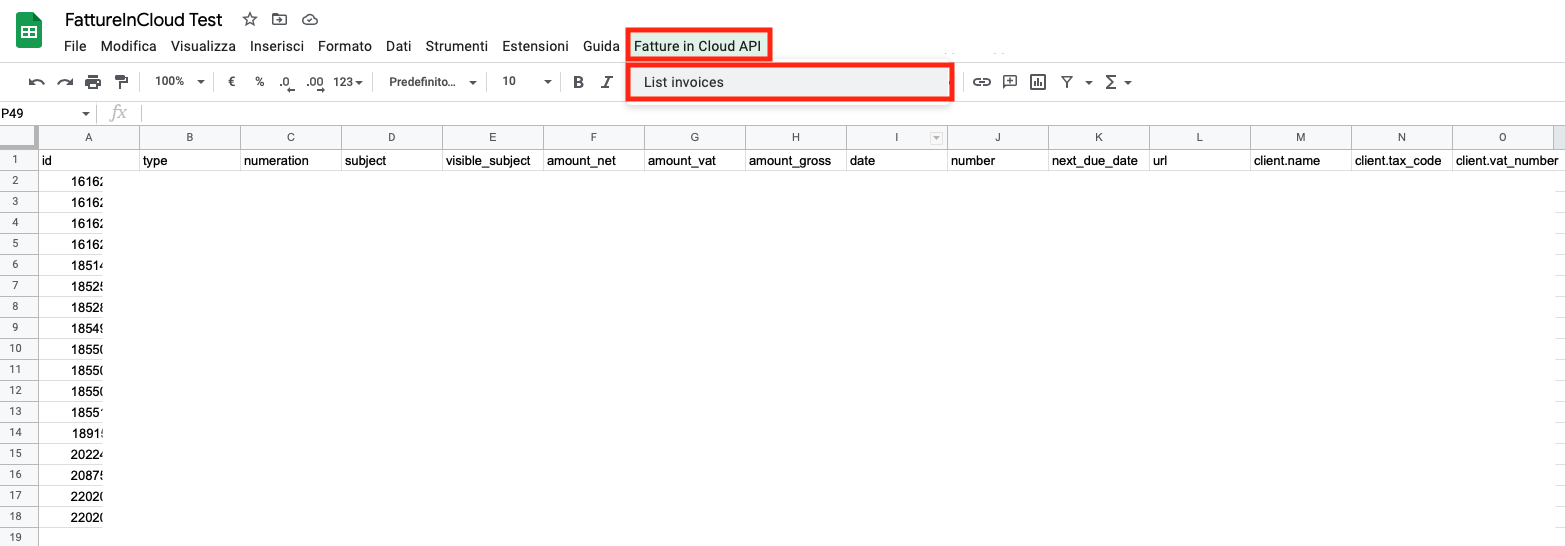 FattureInCloud Test
File Modifica Visualizza Inserisci Formato Dati Strumenti Estensioni Guida Fatture in Cloud API
100% € % .0 .00 123 Predefinito... 10 B I Σ
List invoices
P49 fx
A B C D E F G H I J K L M N O
1 id type numeration subject visible_subject amount_net amount_vat amount_gross date number next_due_date url client.name client.tax_code client.vat_number
2 16162
3 16162
4 16162
5 16162
6 18514
7 18525
8 18528
9 18549
10 18550
11 18550
12 18550
13 18551
14 1891
15 20224
16 20875
17 22020
18 22020
19